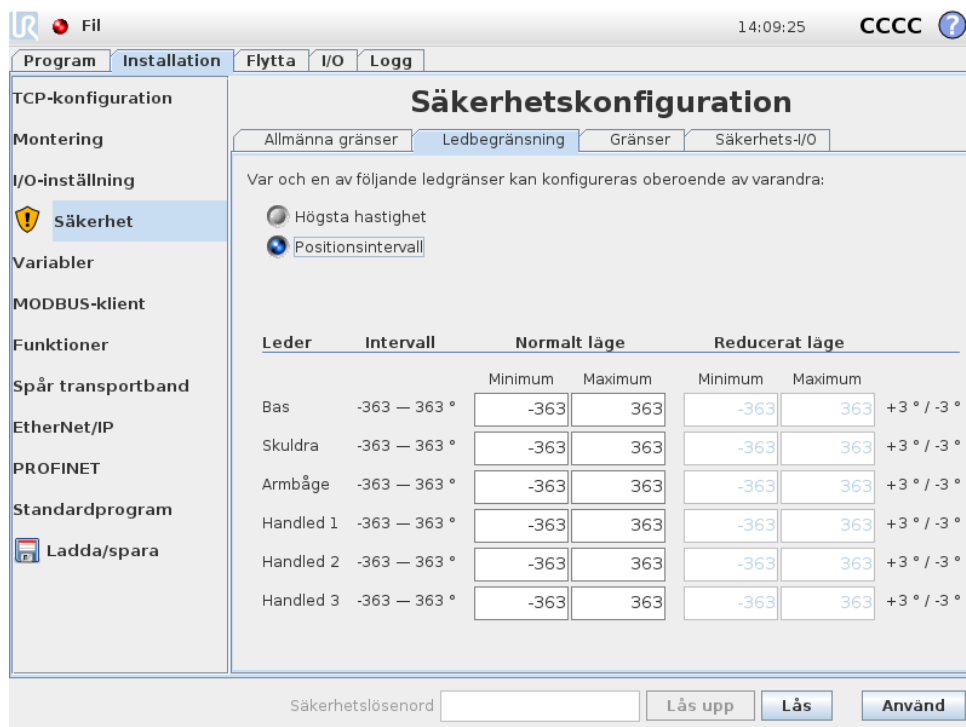 UR Fil 14:09:25 CCCC ?
Program Installation Flytta I/O Logg
TCP-konfiguration
Montering
I/O-inställning
Säkerhet
Variabler
MODBUS-klient
Funktioner
Spår transportband
EtherNet/IP
PROFINET
Standardprogram
Ladda/spara
Säkerhetskonfiguration
Allmänna gränser Ledbegränsning Gränser Säkerhets-I/O
Var och en av följande ledgränser kan konfigureras oberoende av varandra:
Högsta hastighet
Positionsintervall
Leder Intervall Normalt läge Reducerat läge
Minimum Maximum Minimum Maximum
Bas -363 — 363 ° -363 363 -363 363 +3 ° / -3 °
Skuldra -363 — 363 ° -363 363 -363 363 +3 ° / -3 °
Armbåge -363 — 363 ° -363 363 -363 363 +3 ° / -3 °
Handled 1 -363 — 363 ° -363 363 -363 363 +3 ° / -3 °
Handled 2 -363 — 363 ° -363 363 -363 363 +3 ° / -3 °
Handled 3 -363 — 363 ° -363 363 -363 363 +3 ° / -3 °
Säkerhetslösenord Lås upp Lås Använd